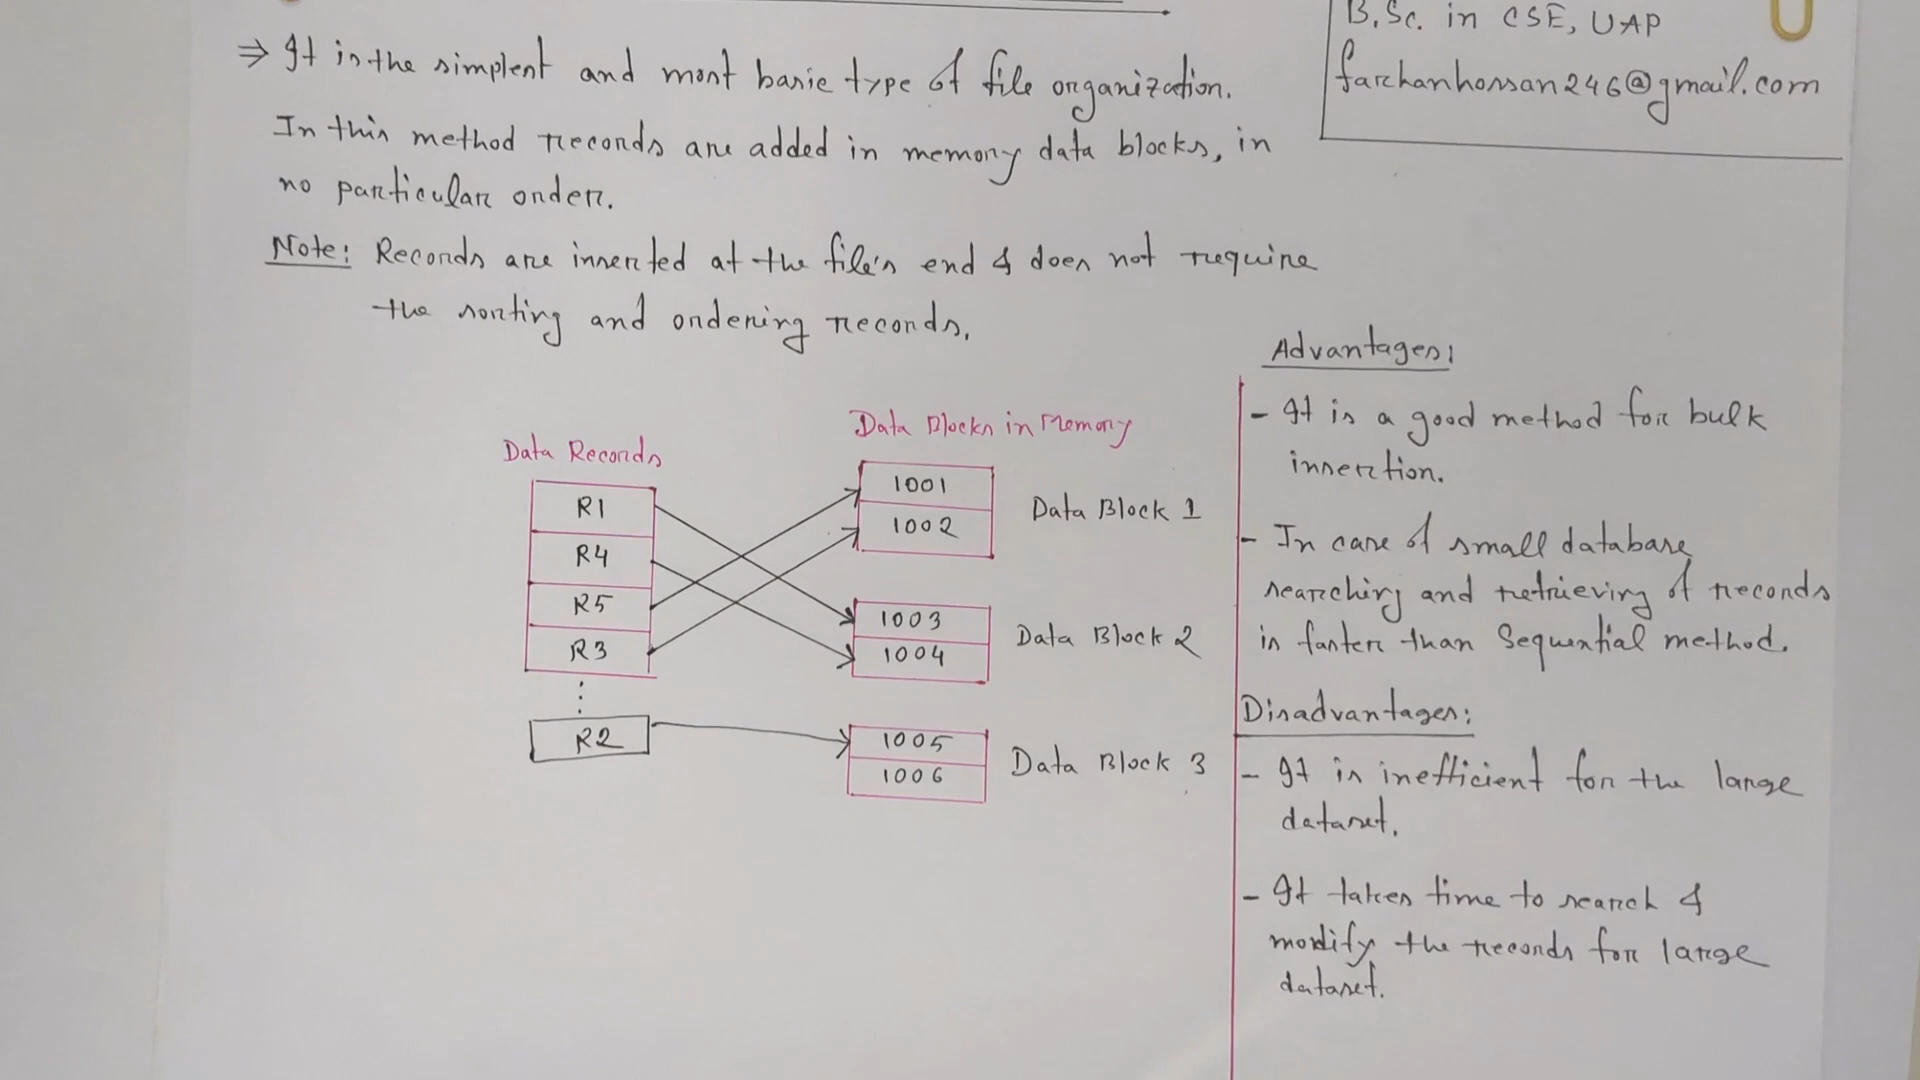 B.Sc. in CSE, UAP
farhanhossan246@gmail.com
⇒ It is the simplest and most basic type of file organization.
In this method records are added in memory data blocks, in
no particular order.
Note: Records are inserted at the file's end & does not require
the sorting and ordering records.
Data Records
R1
R4
R5
R3
R2
Data Blocks in Memory
1001
1002
Data Block 1
1003
1004
Data Block 2
1005
1006
Data Block 3
Advantages:
- It is a good method for bulk
insertion.
- In case of small database
searching and retrieving of records
is faster than Sequential method.
Disadvantages:
- It is inefficient for the large
dataset.
- It takes time to search &
modify the records for large
dataset.